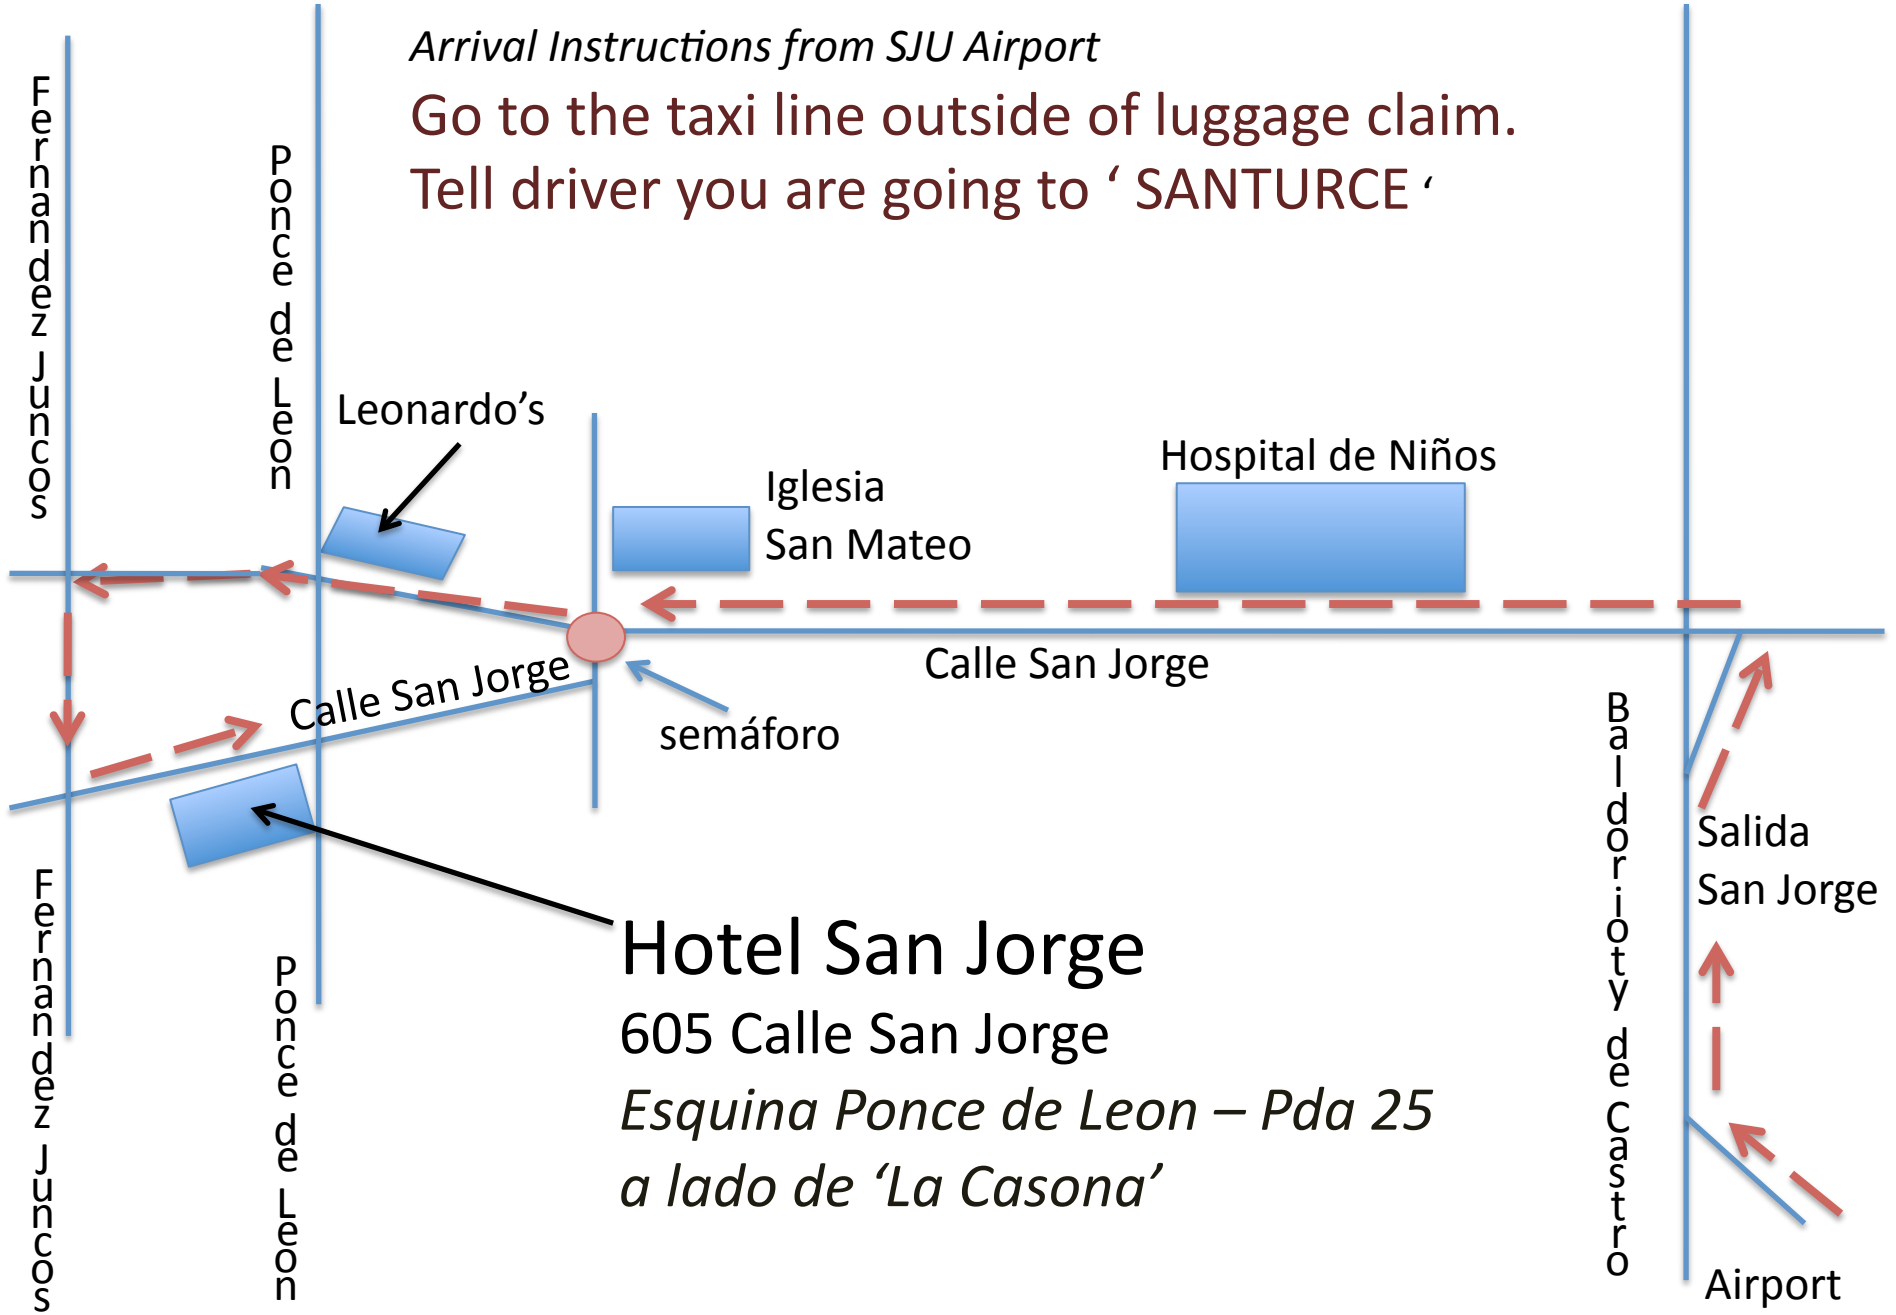 Arrival Instructions from SJU Airport
Go to the taxi line outside of luggage claim.
Tell driver you are going to ‘ SANTURCE ‘
Fernandez Juncos
Ponce de Leon
Leonardo’s
Iglesia
San Mateo
Hospital de Niños
Calle San Jorge
Calle San Jorge
semáforo
Baldorioty de Castro
Salida
San Jorge
Fernandez Juncos
Ponce de Leon
Hotel San Jorge
605 Calle San Jorge
Esquina Ponce de Leon – Pda 25
a lado de ‘La Casona’
Airport